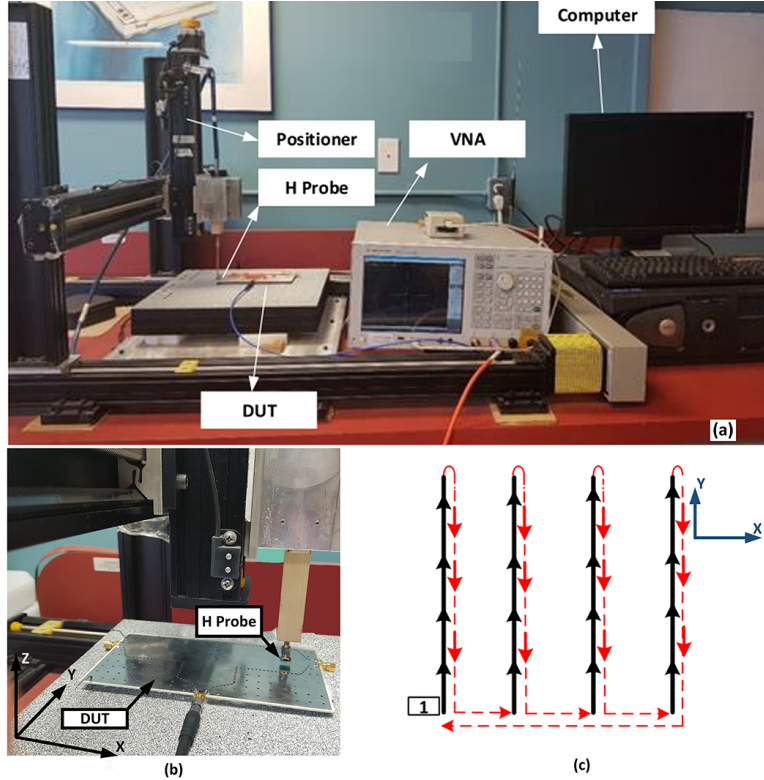 Computer
Positioner
VNA
H Probe
DUT
(a)
H Probe
DUT
Z
Y
X
(b)
Y
X
1
(c)